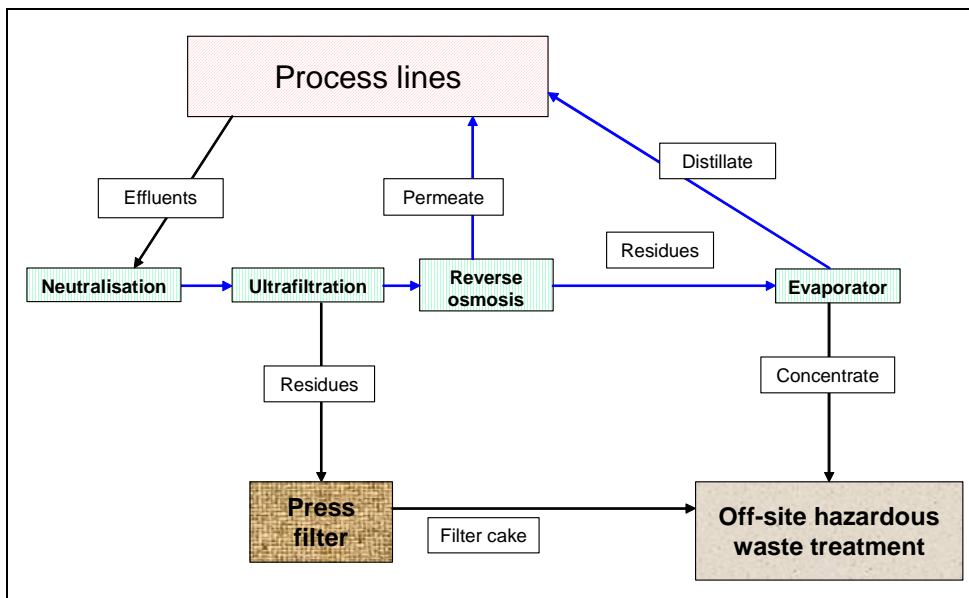 Process lines
Effluents
Permeate
Distillate
Residues
Neutralisation
Ultrafiltration
Reverse
osmosis
Evaporator
Residues
Concentrate
Press
filter
Filter cake
Off-site hazardous
waste treatment